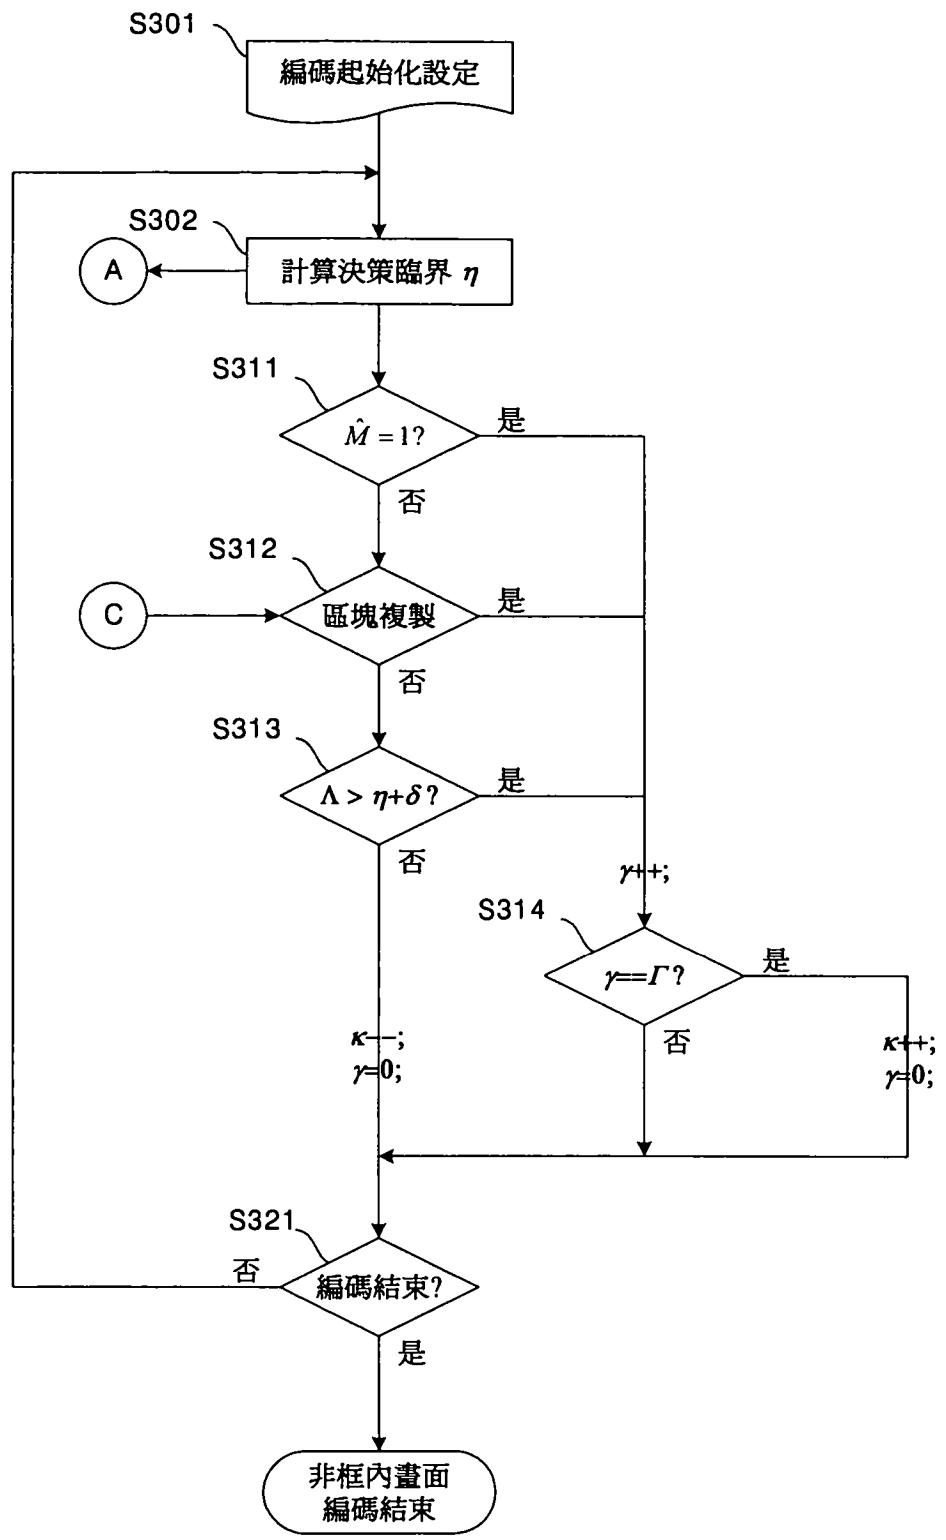 S301
編碼起始化設定
S302
A
計算決策臨界 η
S311
M̂ = 1?
是
否
S312
C
區塊複製
是
否
S313
Λ > η+δ?
是
否
γ++;
S314
γ==Γ?
是
否
κ--;
γ=0;
κ++;
γ=0;
S321
否
編碼結束?
是
非框內畫面
編碼結束